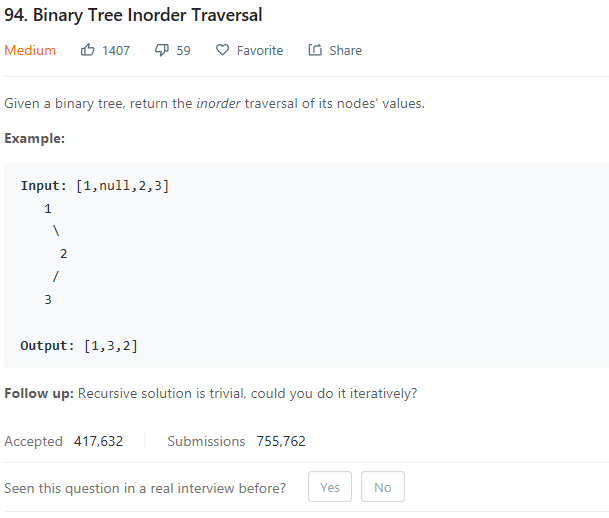 94. Binary Tree Inorder Traversal
Medium 1407 59 Favorite Share
Given a binary tree, return the inorder traversal of its nodes' values.
Example:
Input: [1,null,2,3]
1
\
2
/
3
Output: [1,3,2]
Follow up: Recursive solution is trivial, could you do it iteratively?
Accepted 417,632 Submissions 755,762
Seen this question in a real interview before? Yes No